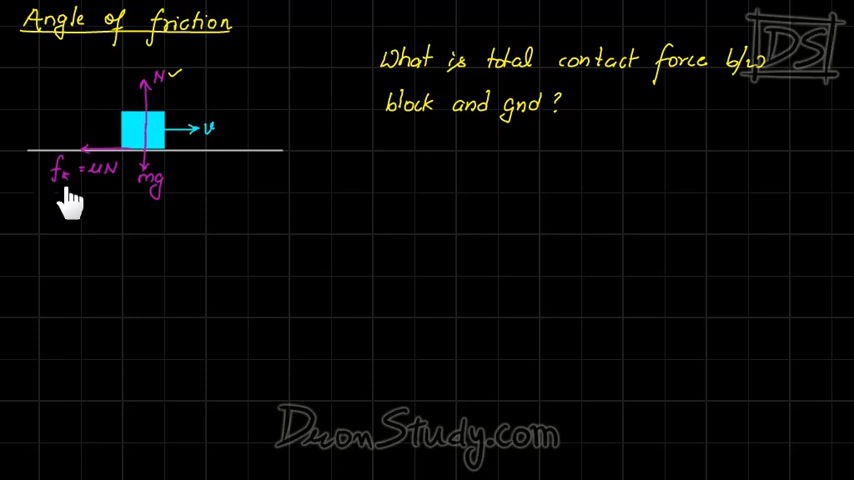 Angle of friction
What is total contact force b/w
block and gnd ?
DS
N ✓
v
fk = μN
mg
DronStudy.com